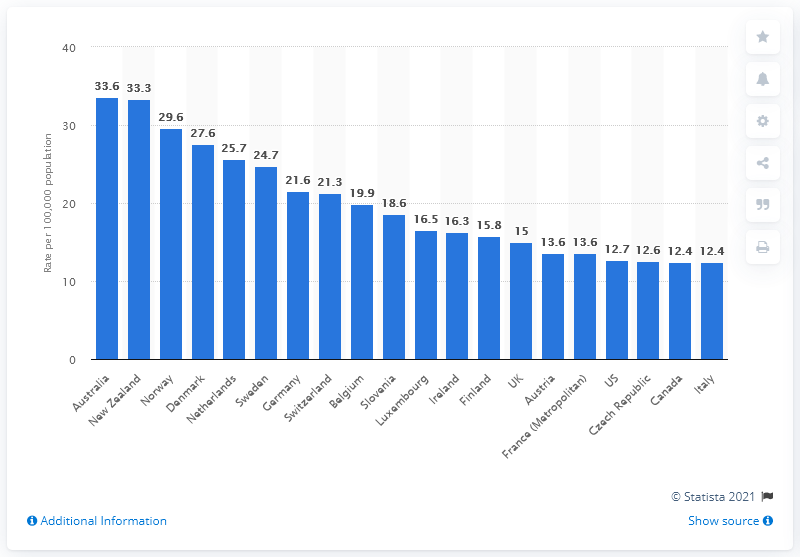 40
30
20
10
0
Rate per 100,000 population
33.6
33.3
29.6
27.6
25.7
24.7
21.6
21.3
19.9
18.6
16.5
16.3
15.8
15
13.6
13.6
12.7
12.6
12.4
12.4
Australia
New Zealand
Norway
Denmark
Netherlands
Sweden
Germany
Switzerland
Belgium
Slovenia
Luxembourg
Ireland
Finland
UK
Austria
France (Metropolitan)
US
Czech Republic
Canada
Italy
© Statista 2021
Additional Information
Show source